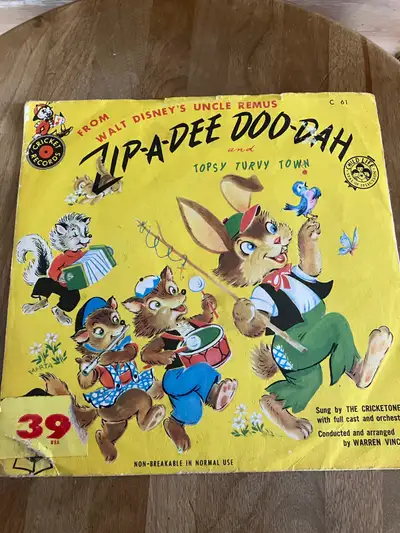 FROM
WALT DISNEY'S UNCLE REMUS
C 61
CRICKET
RECORDS
ZIP-A-DEE DOO-DAH
and
TOPSY TURVY TOWN
MARTA
39
Sung by THE CRICKETONE
with full cast and orchest
Conducted and arranged
by WARREN VINC
NON-BREAKABLE IN NORMAL USE